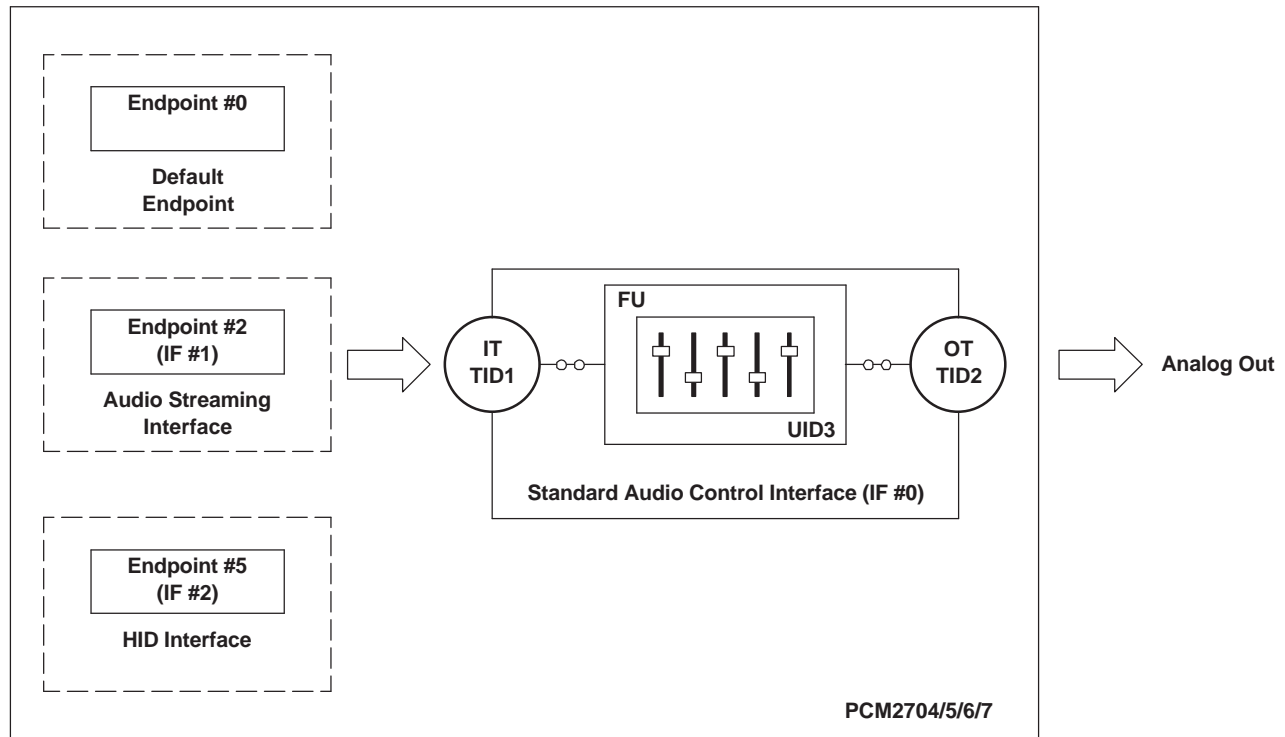 Endpoint #0
Default
Endpoint
Endpoint #2
(IF #1)
Audio Streaming
Interface
Endpoint #5
(IF #2)
HID Interface
IT
TID1
FU
UID3
OT
TID2
Standard Audio Control Interface (IF #0)
Analog Out
PCM2704/5/6/7